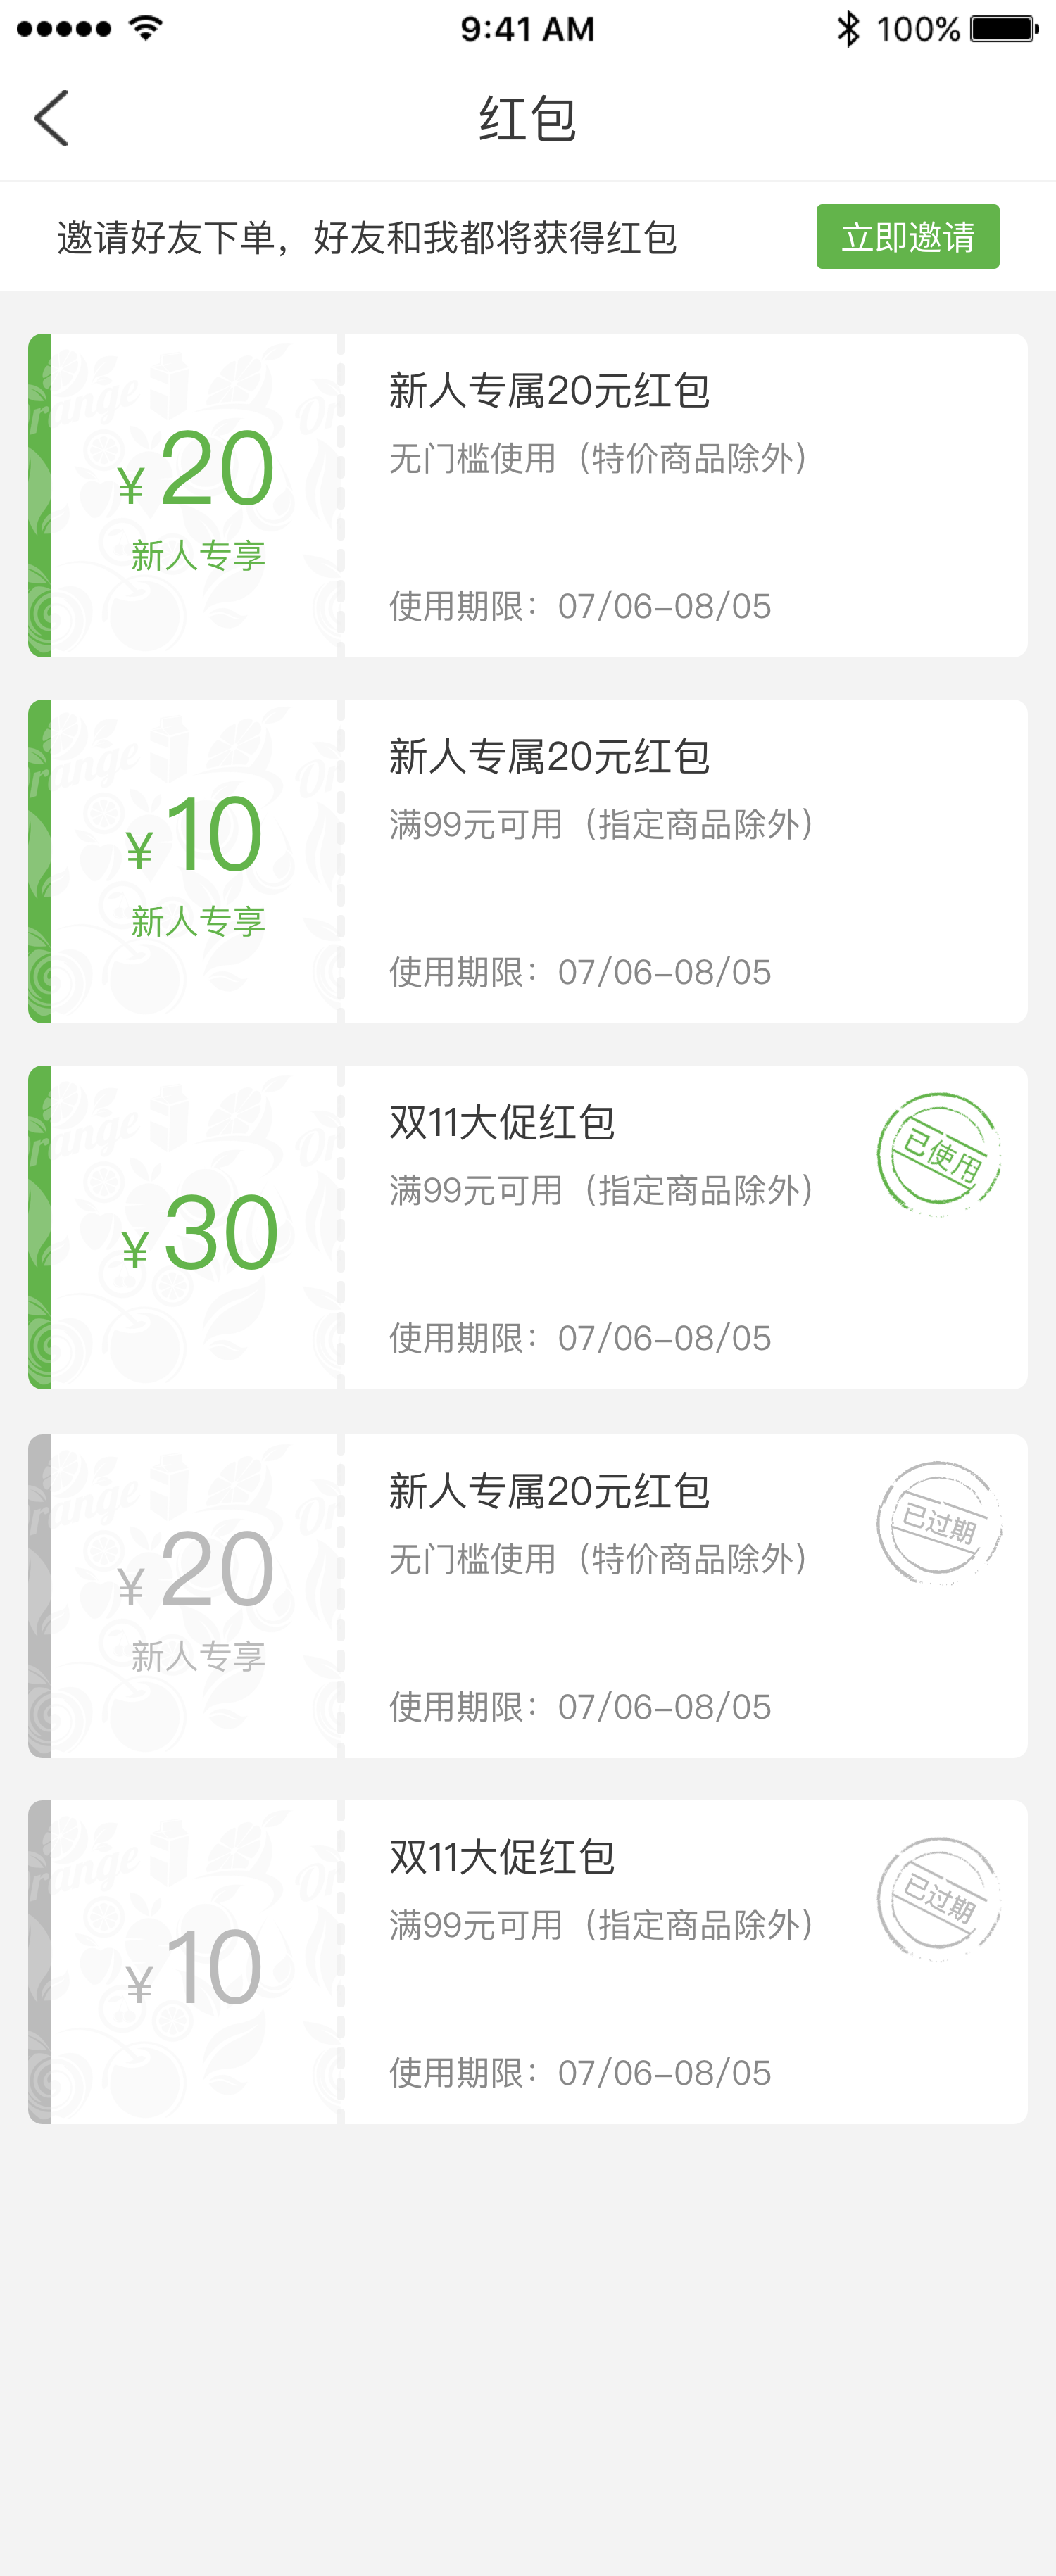 9:41 AM
100%
红包
邀请好友下单，好友和我都将获得红包
立即邀请
¥20
新人专享
新人专属20元红包
无门槛使用（特价商品除外）
使用期限：07/06-08/05
¥10
新人专享
新人专属20元红包
满99元可用（指定商品除外）
使用期限：07/06-08/05
¥30
双11大促红包
满99元可用（指定商品除外）
使用期限：07/06-08/05
已使用
¥20
新人专享
新人专属20元红包
无门槛使用（特价商品除外）
使用期限：07/06-08/05
已过期
¥10
双11大促红包
满99元可用（指定商品除外）
使用期限：07/06-08/05
已过期